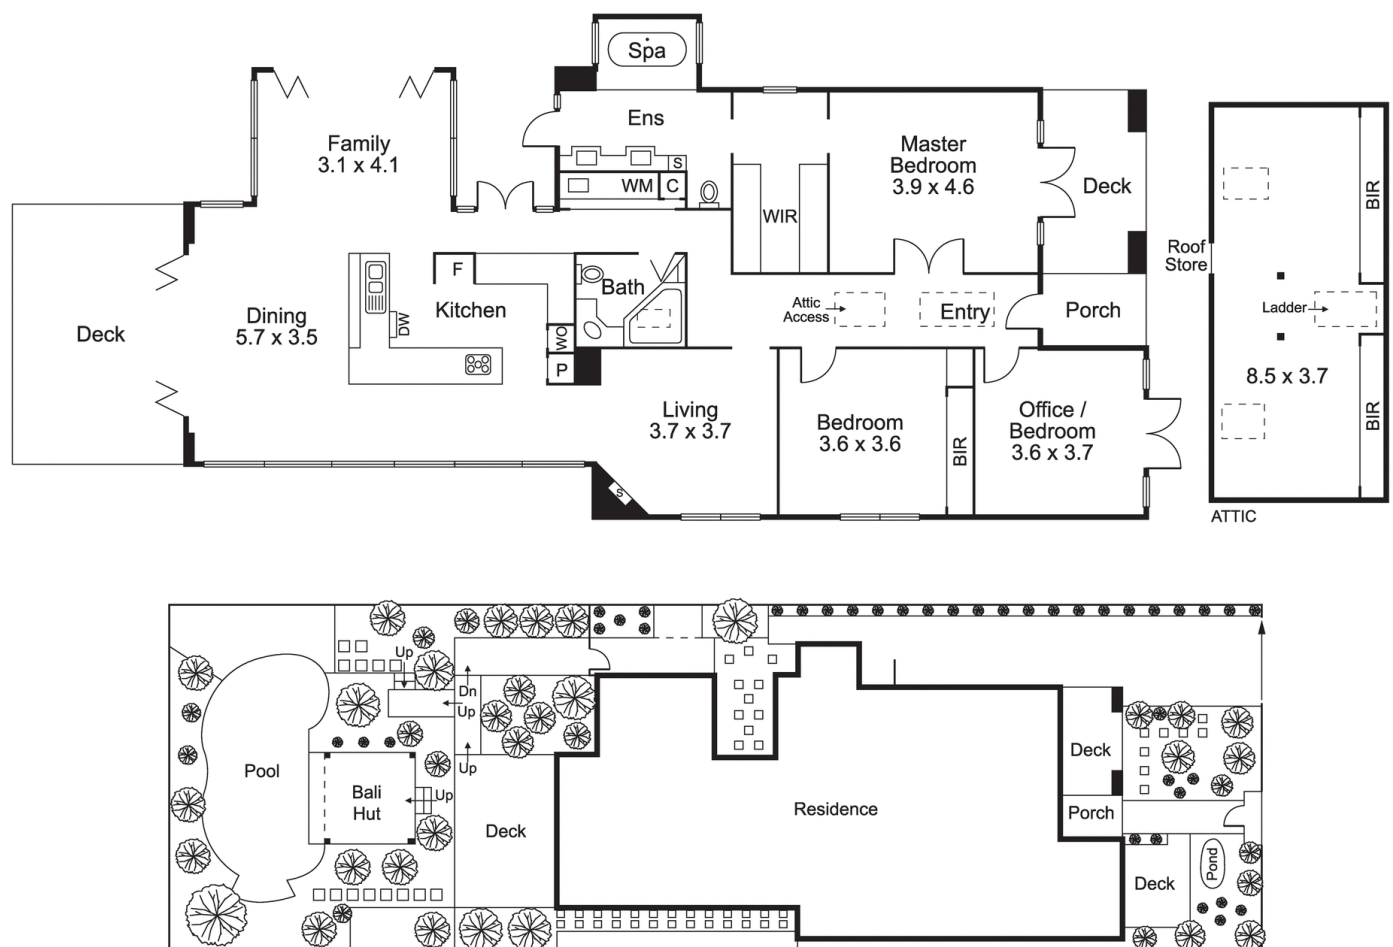 Spa
Ens
Family
3.1 x 4.1
Master
Bedroom
3.9 x 4.6
S
WM
C
Deck
BIR
WIR
Roof
Store
F
Bath
Kitchen
Attic
Access
Entry
Porch
Ladder
Dining
5.7 x 3.5
Deck
DW
WO
P
8.5 x 3.7
Living
3.7 x 3.7
Bedroom
3.6 x 3.6
BIR
Office /
Bedroom
3.6 x 3.7
BIR
S
ATTIC
Up
Dn
Up
Up
Deck
Pool
Bali
Hut
Up
Residence
Porch
Deck
Deck
Pond